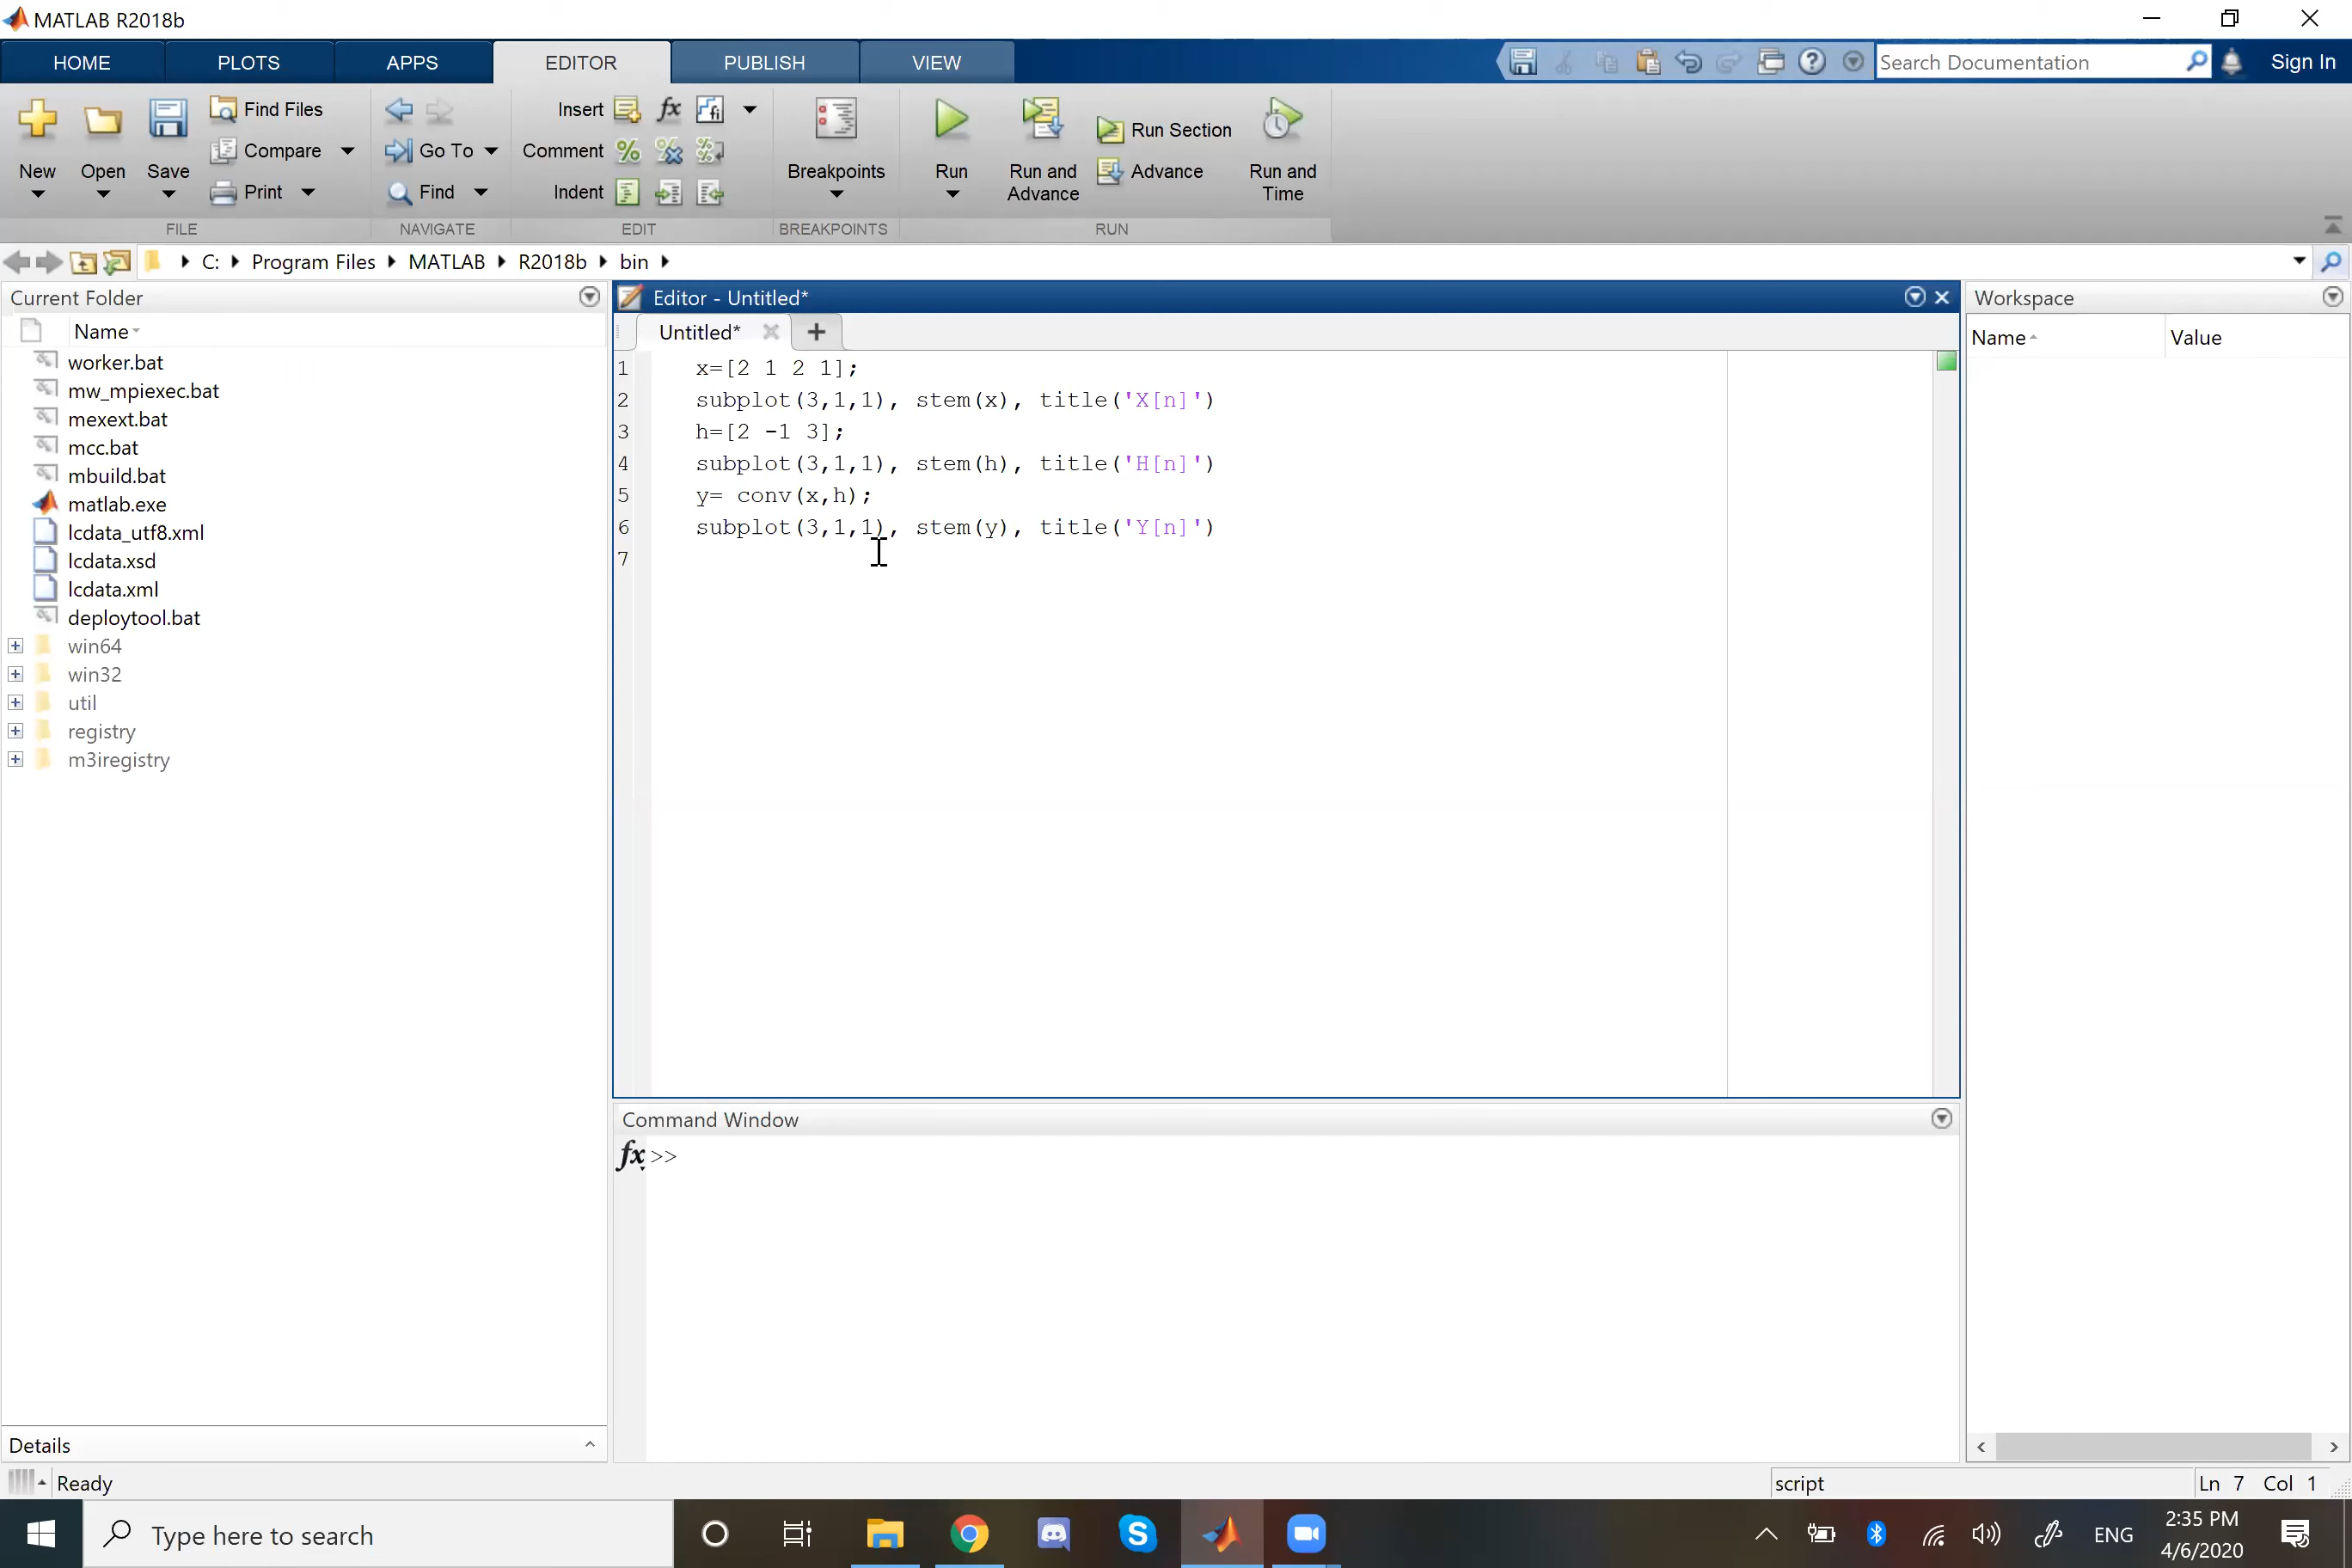 MATLAB R2018b
HOME PLOTS APPS EDITOR PUBLISH VIEW
Search Documentation
Sign In
New Open Save
Find Files
Compare
Print
Go To
Find
Insert
Comment
Indent
Breakpoints
Run
Run and Advance
Run Section
Advance
Run and Time
FILE NAVIGATE EDIT BREAKPOINTS RUN
C: Program Files MATLAB R2018b bin
Current Folder
Name
worker.bat
mw_mpiexec.bat
mexext.bat
mcc.bat
mbuild.bat
matlab.exe
lcdata_utf8.xml
lcdata.xsd
lcdata.xml
deploytool.bat
win64
win32
util
registry
m3iregistry
Details
Editor - Untitled*
Untitled*
1 x=[2 1 2 1];
2 subplot(3,1,1), stem(x), title('X[n]')
3 h=[2 -1 3];
4 subplot(3,1,1), stem(h), title('H[n]')
5 y= conv(x,h);
6 subplot(3,1,1), stem(y), title('Y[n]')
7
Command Window
fx >>
Workspace
Name Value
Ready
script
Ln 7 Col 1
Type here to search
ENG
2:35 PM
4/6/2020